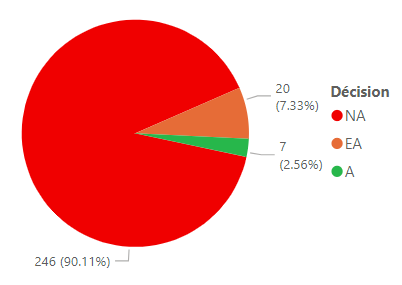 20
(7.33%)
7
(2.56%)
246 (90.11%)
Décision
NA
EA
A